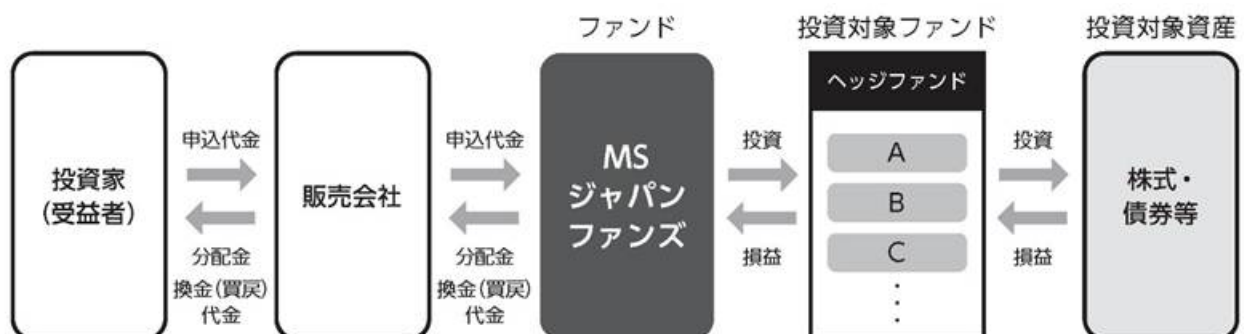 ファンド
投資対象ファンド
投資対象資産
投資家
(受益者)
申込代金
分配金
換金(買戻)
代金
販売会社
申込代金
分配金
換金(買戻)
代金
MS
ジャパン
ファンズ
投資
損益
ヘッジファンド
A
B
C
投資
損益
株式・
債券等